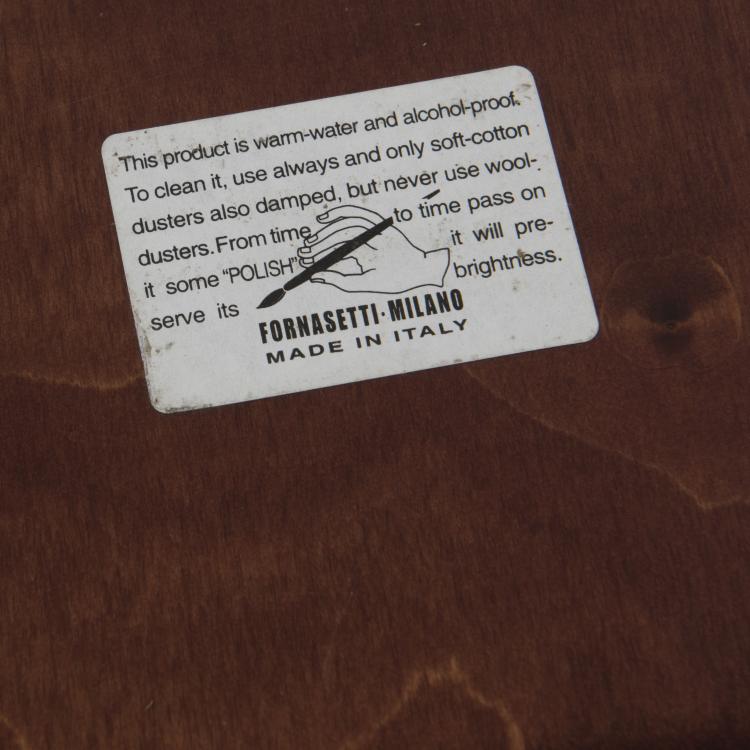 This product is warm-water and alcohol-proof.
To clean it, use always and only soft-cotton
dusters also damped, but never use wool-
dusters. From time to time pass on
it some "POLISH" it will pre-
serve its brightness.
FORNASETTI·MILANO
MADE IN ITALY